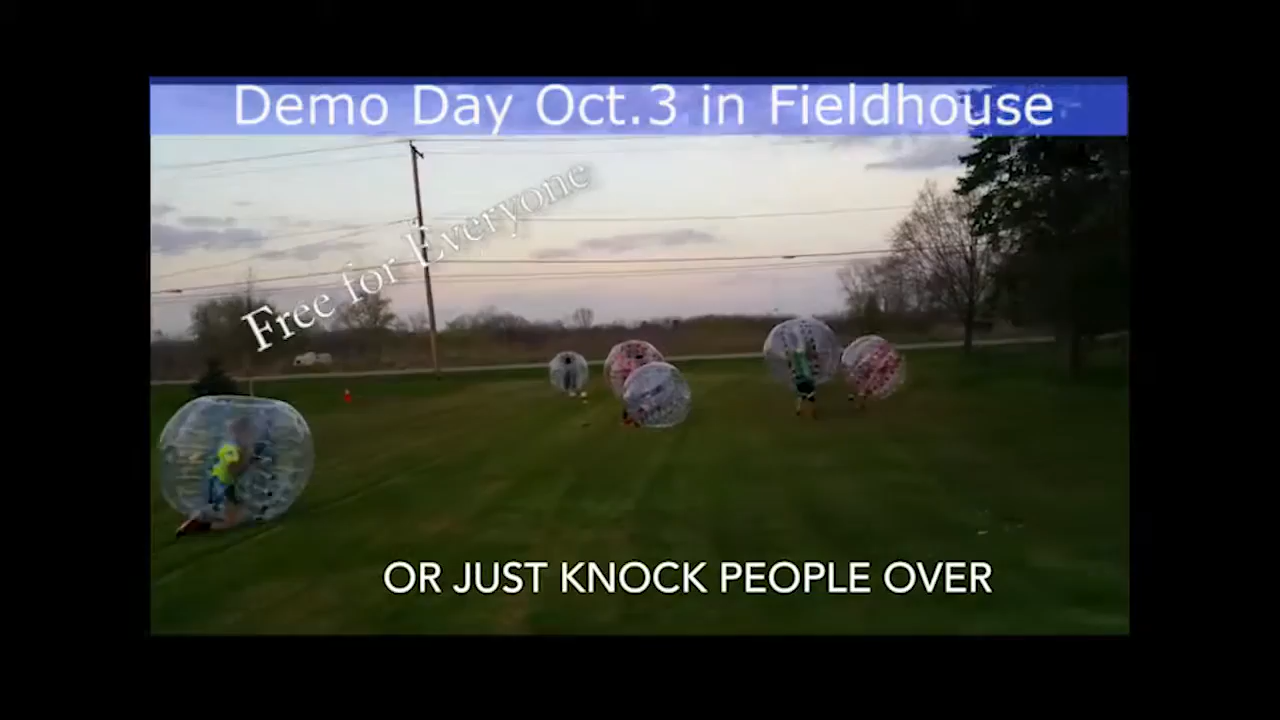 Demo Day Oct.3 in Fieldhouse
Free for Everyone
OR JUST KNOCK PEOPLE OVER